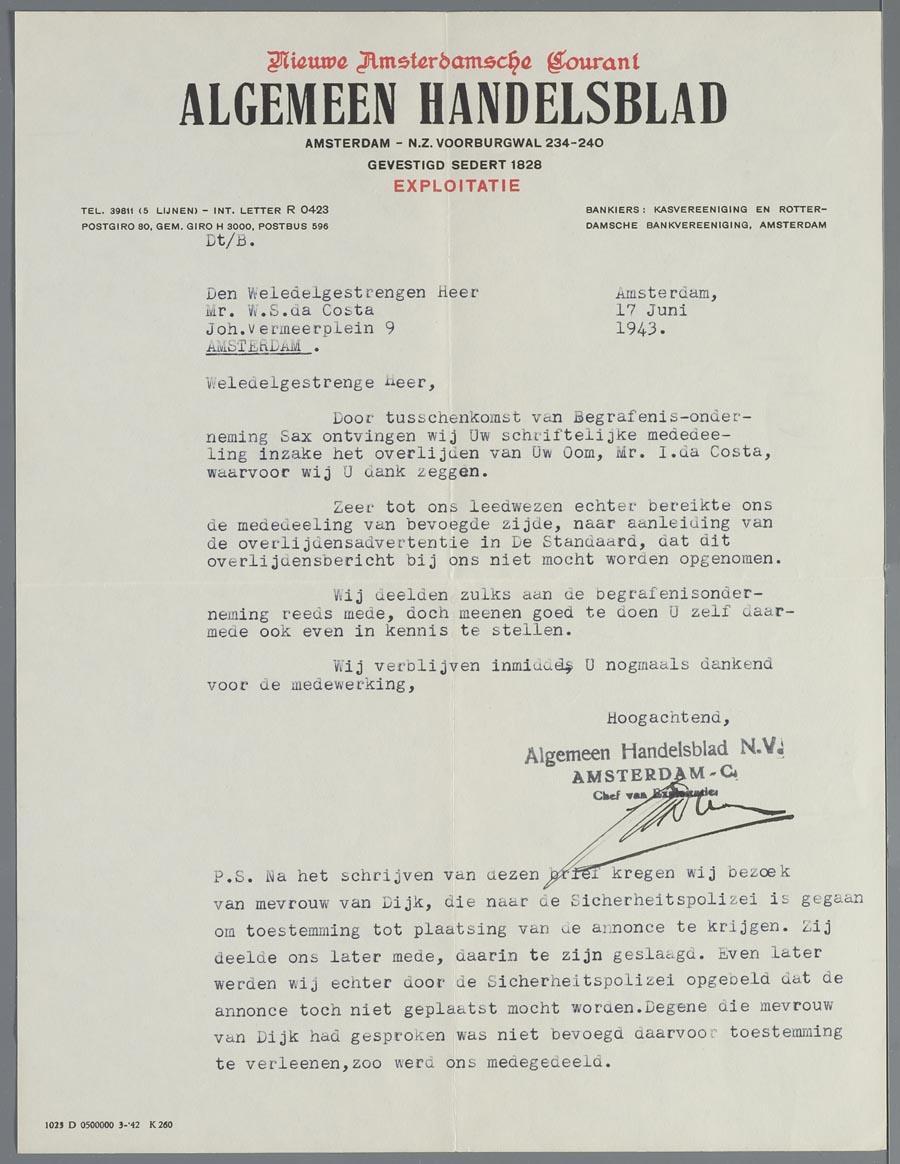 Nieuwe Amsterdamsche Courant
ALGEMEEN HANDELSBLAD
AMSTERDAM - N.Z. VOORBURGWAL 234-240
GEVESTIGD SEDERT 1828
EXPLOITATIE
TEL. 39811 (5 LIJNEN) - INT. LETTER R 0423
POSTGIRO 80, GEM. GIRO H 3000, POSTBUS 596
BANKIERS: KASVEREENIGING EN ROTTER-
DAMSCHE BANKVEREENIGING, AMSTERDAM
Dt/B.
Den Weledelgestrengen Heer
Mr. W.S.da Costa
Joh.Vermeerplein 9
AMSTERDAM .
Amsterdam,
17 Juni
1943.
Weledelgestrenge Heer,
Door tusschenkomst van Begrafenis-onder-
neming Sax ontvingen wij Uw schriftelijke mededee-
ling inzake het overlijden van Uw Oom, Mr. I.da Costa,
waarvoor wij U dank zeggen.
Zeer tot ons leedwezen echter bereikte ons
de mededeeling van bevoegde zijde, naar aanleiding van
de overlijdensadvertentie in De Standaard, dat dit
overlijdensbericht bij ons niet mocht worden opgenomen.
Wij deelden zulks aan de begrafenisonder-
neming reeds mede, doch meenen goed te doen U zelf daar-
mede ook even in kennis te stellen.
Wij verblijven inmiddels, U nogmaals dankend
voor de medewerking,
Hoogachtend,
Algemeen Handelsblad N.V.
AMSTERDAM - C.
Chef van Exploitatie
P.S. Na het schrijven van dezen brief kregen wij bezoek
van mevrouw van Dijk, die naar de Sicherheitspolizei is gegaan
om toestemming tot plaatsing van de annonce te krijgen. Zij
deelde ons later mede, daarin te zijn geslaagd. Even later
werden wij echter door de Sicherheitspolizei opgebeld dat de
annonce toch niet geplaatst mocht worden.Degene die mevrouw
van Dijk had gesproken was niet bevoegd daarvoor toestemming
te verleenen,zoo werd ons medegedeeld.
1023 D 0500000 3-'42 K 260